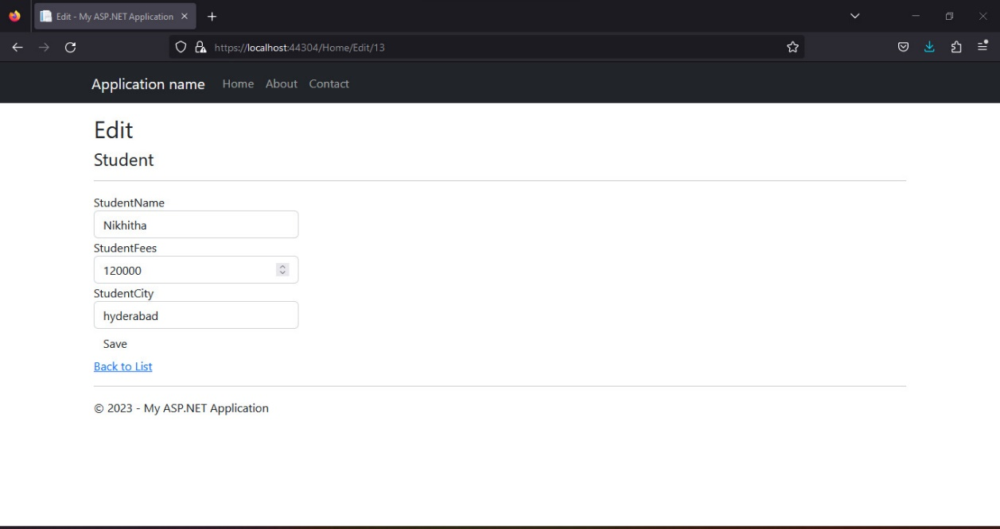 Edit - My ASP.NET Application
https://localhost:44304/Home/Edit/13
Application name Home About Contact
Edit
Student
StudentName
Nikhitha
StudentFees
120000
StudentCity
hyderabad
Save
Back to List
© 2023 - My ASP.NET Application